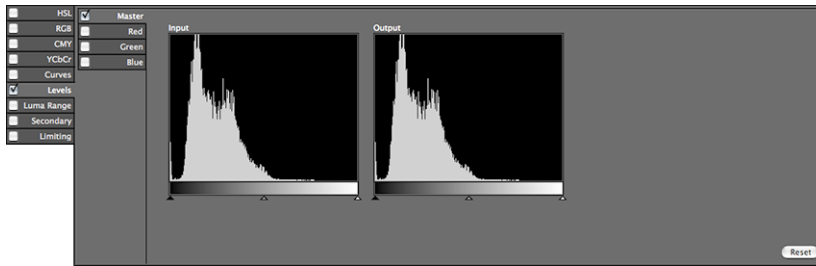 HSL
RGB
CMY
YCbCr
Curves
Levels
Luma Range
Secondary
Limiting
Master
Red
Green
Blue
Input
Output
Reset